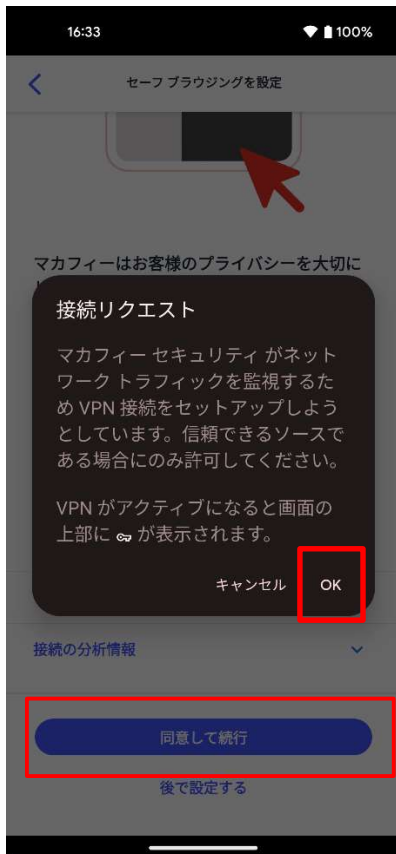 16:33
100%
セーフ ブラウジングを設定
マカフィーはお客様のプライバシーを大切に
接続リクエスト
マカフィー セキュリティ がネット
ワーク トラフィックを監視するた
め VPN 接続をセットアップしよう
としています。信頼できるソースで
ある場合にのみ許可してください。
VPN がアクティブになると画面の
上部に が表示されます。
キャンセル
OK
接続の分析情報
同意して続行
後で設定する